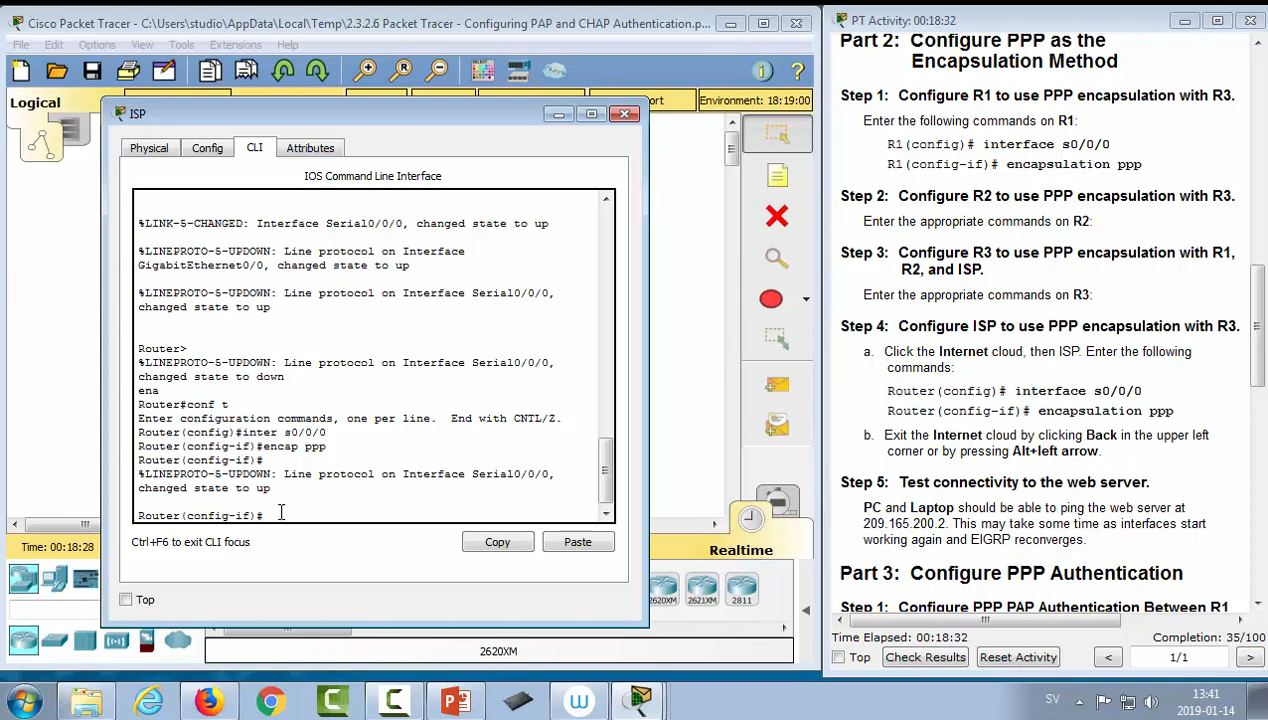 Cisco Packet Tracer - C:\Users\studio\AppData\Local\Temp\2.3.2.6 Packet Tracer - Configuring PAP and CHAP Authentication.p...
File Edit Options View Tools Extensions Help
Logical
port
Environment: 18:19:00
ISP
Physical Config CLI Attributes
IOS Command Line Interface
%LINK-5-CHANGED: Interface Serial0/0/0, changed state to up
%LINEPROTO-5-UPDOWN: Line protocol on Interface
GigabitEthernet0/0, changed state to up
%LINEPROTO-5-UPDOWN: Line protocol on Interface Serial0/0/0,
changed state to up
Router>
%LINEPROTO-5-UPDOWN: Line protocol on Interface Serial0/0/0,
changed state to down
ena
Router#conf t
Enter configuration commands, one per line.  End with CNTL/Z.
Router(config)#inter s0/0/0
Router(config-if)#encap ppp
Router(config-if)#
%LINEPROTO-5-UPDOWN: Line protocol on Interface Serial0/0/0,
changed state to up
Router(config-if)#
Ctrl+F6 to exit CLI focus
Copy
Paste
Top
Time: 00:18:28
Realtime
2620XM 2621XM 2811
2620XM
PT Activity: 00:18:32
Part 2: Configure PPP as the
Encapsulation Method
Step 1: Configure R1 to use PPP encapsulation with R3.
Enter the following commands on R1:
R1(config)# interface s0/0/0
R1(config-if)# encapsulation ppp
Step 2: Configure R2 to use PPP encapsulation with R3.
Enter the appropriate commands on R2:
Step 3: Configure R3 to use PPP encapsulation with R1,
R2, and ISP.
Enter the appropriate commands on R3:
Step 4: Configure ISP to use PPP encapsulation with R3.
a. Click the Internet cloud, then ISP. Enter the following
commands:
Router(config)# interface s0/0/0
Router(config-if)# encapsulation ppp
b. Exit the Internet cloud by clicking Back in the upper left
corner or by pressing Alt+left arrow.
Step 5: Test connectivity to the web server.
PC and Laptop should be able to ping the web server at
209.165.200.2. This may take some time as interfaces start
working again and EIGRP reconverges.
Part 3: Configure PPP Authentication
Step 1: Configure PPP PAP Authentication Between R1
Time Elapsed: 00:18:32
Completion: 35/100
Top
Check Results
Reset Activity
<
1/1
>
SV
13:41
2019-01-14